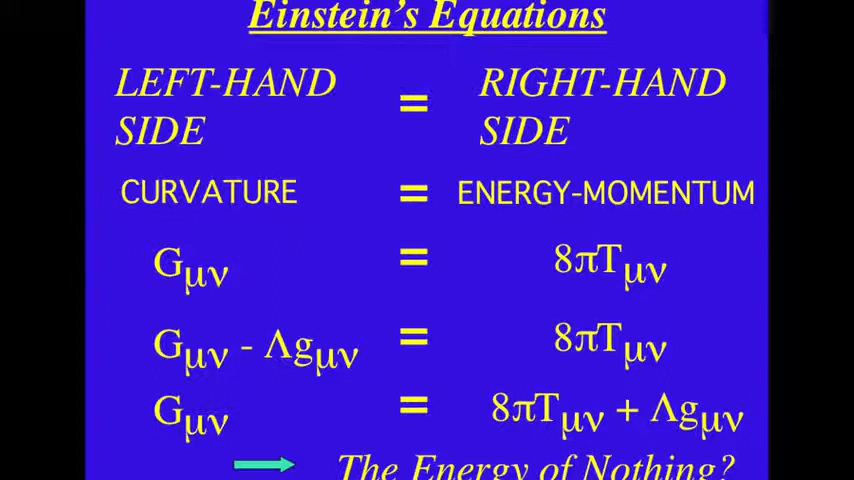 Einstein's Equations
LEFT-HAND SIDE = RIGHT-HAND SIDE
CURVATURE = ENERGY-MOMENTUM
Gμν = 8πTμν
Gμν - Λgμν = 8πTμν
Gμν = 8πTμν + Λgμν
The Energy of Nothing?